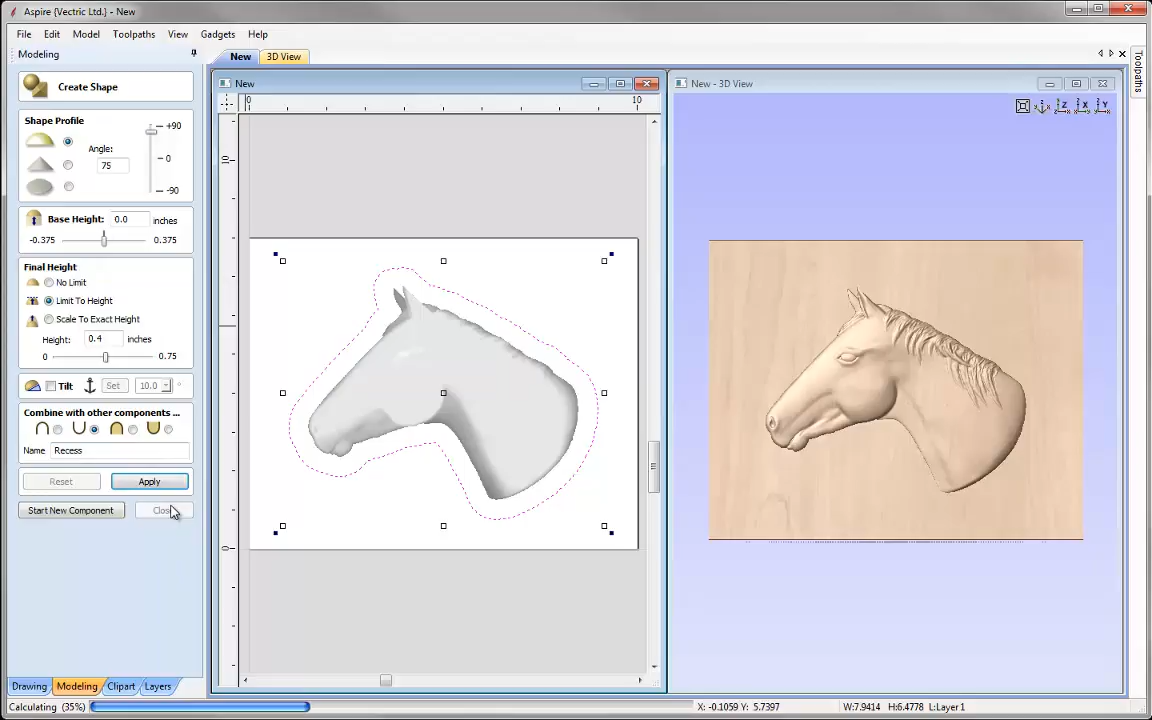 Aspire {Vectric Ltd.} - New
File Edit Model Toolpaths View Gadgets Help
Modeling
New 3D View
Toolpaths
Create Shape
New
New - 3D View
0 10
Z X Y
Shape Profile
+90
Angle:
75
0
-90
10
Base Height: 0.0 inches
-0.375 0.375
Final Height
No Limit
Limit To Height
Scale To Exact Height
Height: 0.4 inches
0 0.75
Tilt Set 10.0 °
Combine with other components ...
Name Recess
Reset Apply
Start New Component Clos
0
Drawing Modeling Clipart Layers
Calculating (35%) X: -0.1059 Y: 5.7397 W:7.9414 H:6.4778 L:Layer1